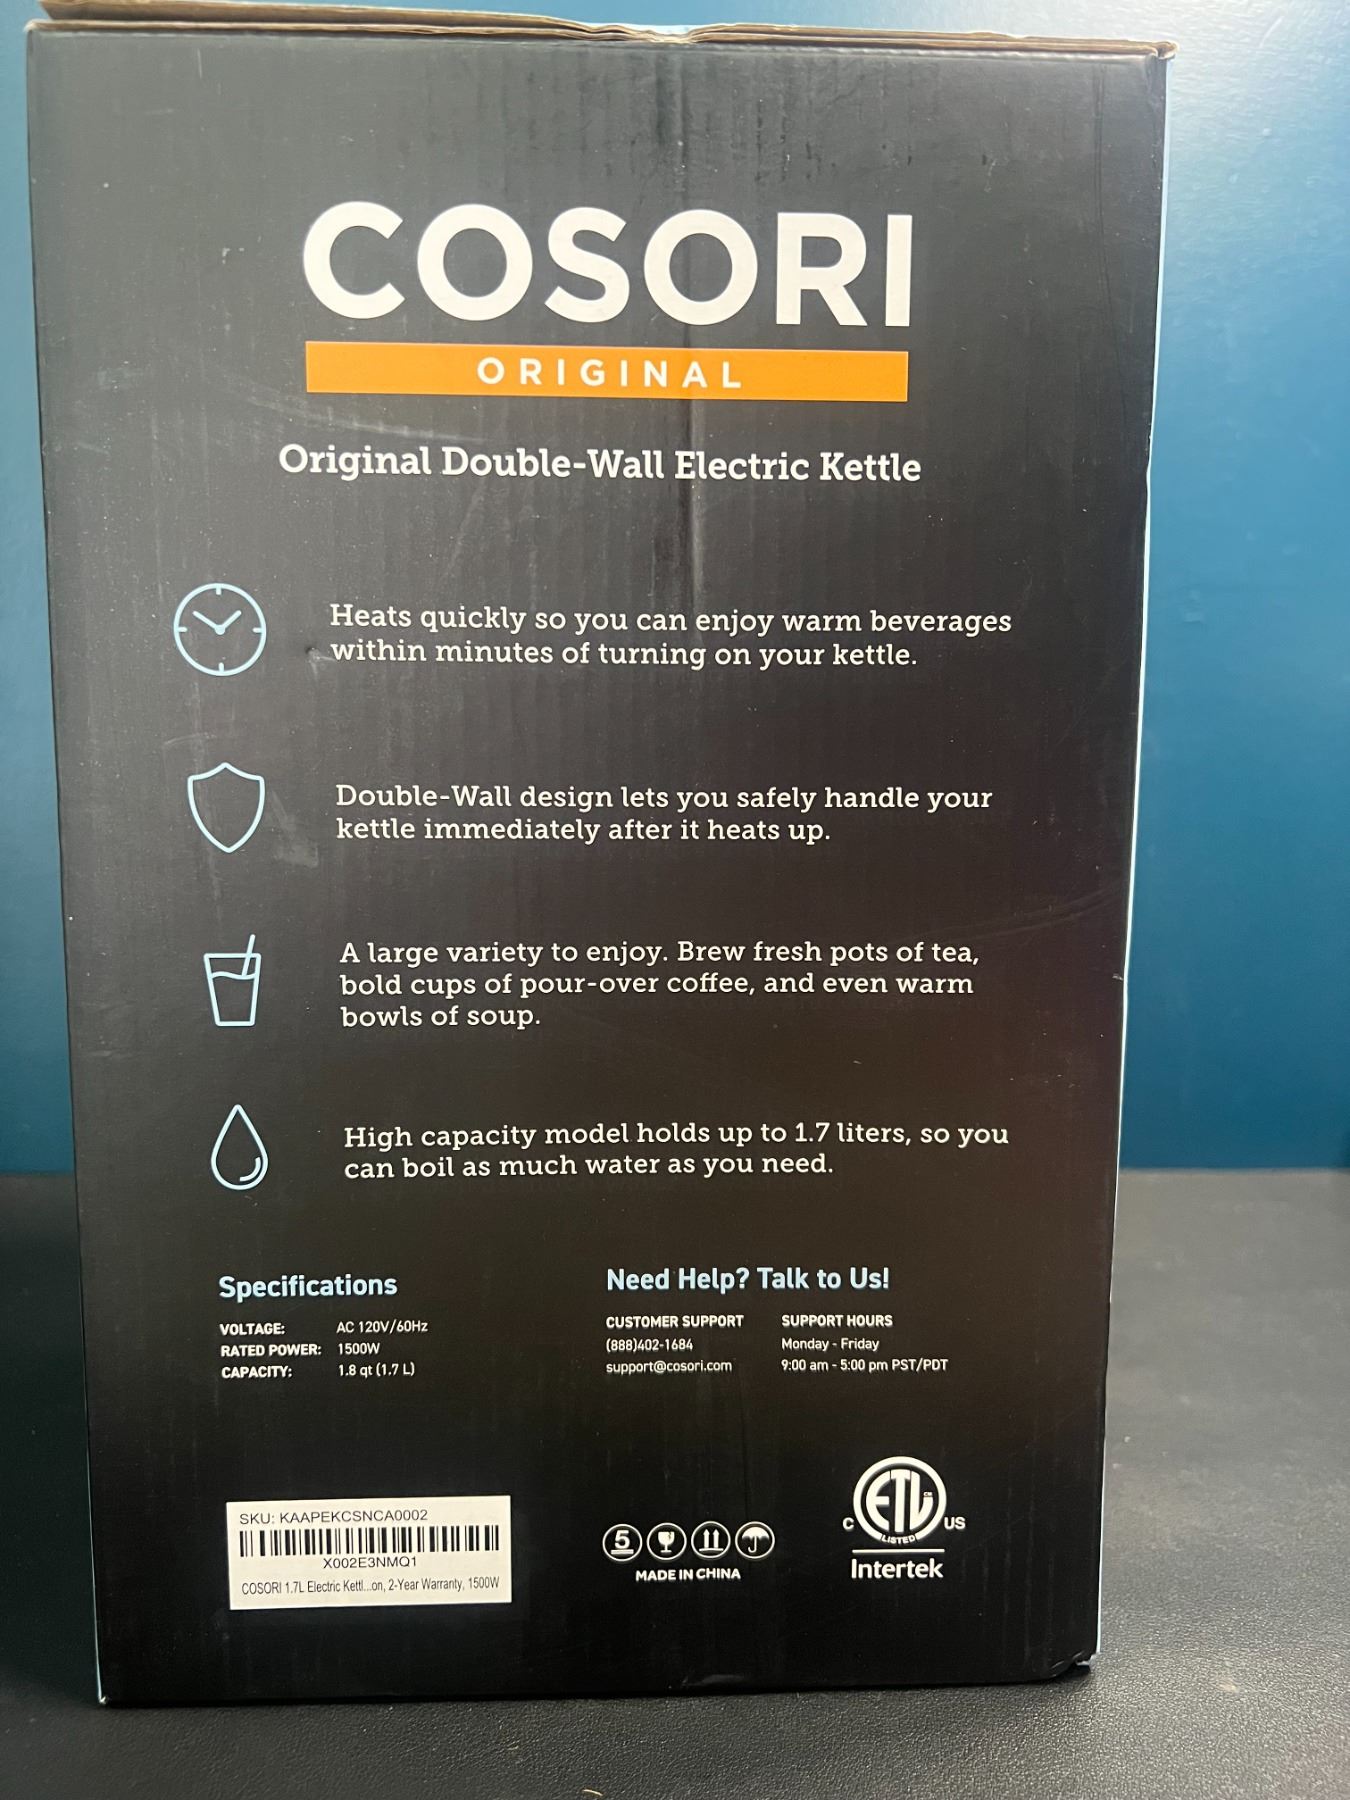 COSORI
ORIGINAL
Original Double-Wall Electric Kettle
Heats quickly so you can enjoy warm beverages
within minutes of turning on your kettle.
Double-Wall design lets you safely handle your
kettle immediately after it heats up.
A large variety to enjoy. Brew fresh pots of tea,
bold cups of pour-over coffee, and even warm
bowls of soup.
High capacity model holds up to 1.7 liters, so you
can boil as much water as you need.
Specifications
VOLTAGE: AC 120V/60Hz
RATED POWER: 1500W
CAPACITY: 1.8 qt (1.7 L)
Need Help? Talk to Us!
CUSTOMER SUPPORT
(888)402-1684
support@cosori.com
SUPPORT HOURS
Monday - Friday
9:00 am - 5:00 pm PST/PDT
SKU: KAAPEKCSNCA0002
X002E3NMQ1
COSORI 1.7L Electric Kettl...on, 2-Year Warranty, 1500W
5
MADE IN CHINA
ETL CM
C LISTED US
Intertek